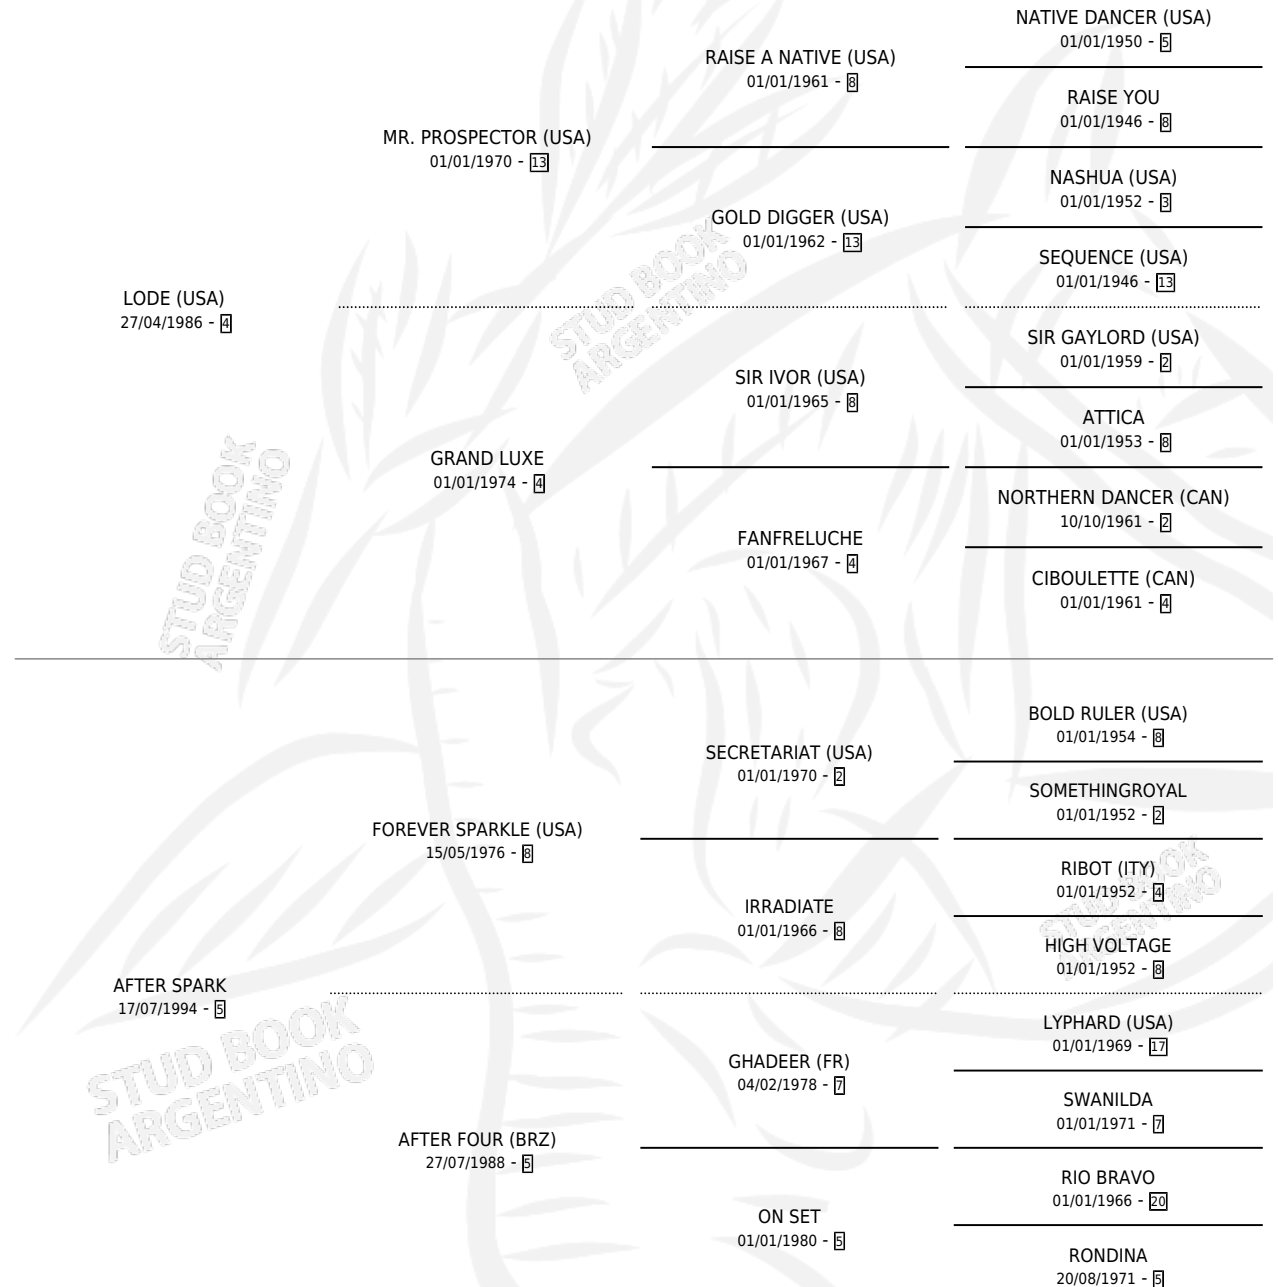 NATIVE DANCER (USA)
01/01/1950 - 5
RAISE A NATIVE (USA)
01/01/1961 - 8
RAISE YOU
01/01/1946 - 8
MR. PROSPECTOR (USA)
01/01/1970 - 13
NASHUA (USA)
01/01/1952 - 3
GOLD DIGGER (USA)
01/01/1962 - 13
SEQUENCE (USA)
01/01/1946 - 13
LODE (USA)
27/04/1986 - 4
SIR GAYLORD (USA)
01/01/1959 - 2
SIR IVOR (USA)
01/01/1965 - 8
ATTICA
01/01/1953 - 8
GRAND LUXE
01/01/1974 - 4
NORTHERN DANCER (CAN)
10/10/1961 - 2
FANFRELUCHE
01/01/1967 - 4
CIBOULETTE (CAN)
01/01/1961 - 4
BOLD RULER (USA)
01/01/1954 - 8
SECRETARIAT (USA)
01/01/1970 - 2
SOMETHINGROYAL
01/01/1952 - 2
FOREVER SPARKLE (USA)
15/05/1976 - 8
RIBOT (ITY)
01/01/1952 - 4
IRRADIATE
01/01/1966 - 8
HIGH VOLTAGE
01/01/1952 - 8
AFTER SPARK
17/07/1994 - 5
LYPHARD (USA)
01/01/1969 - 17
GHADEER (FR)
04/02/1978 - 7
SWANILDA
01/01/1971 - 7
AFTER FOUR (BRZ)
27/07/1988 - 5
RIO BRAVO
01/01/1966 - 20
ON SET
01/01/1980 - 5
RONDINA
20/08/1971 - 5
STUD BOOK
ARGENTINO
STUD BOOK
ARGENTINO
STUD BOOK
ARGENTINO
STUD BOOK
ARGENTINO